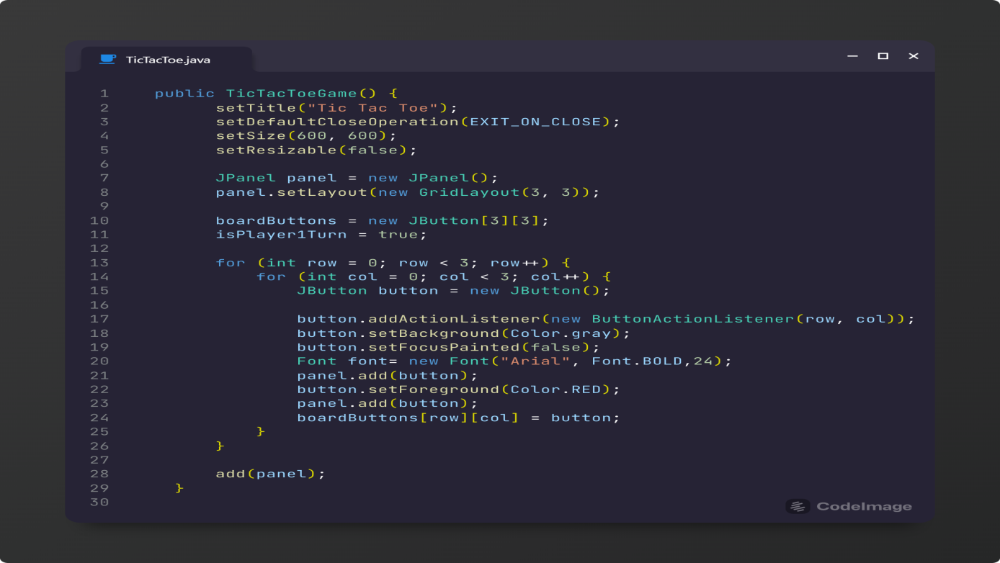 TicTacToe.java
1 public TicTacToeGame() {
2 setTitle("Tic Tac Toe");
3 setDefaultCloseOperation(EXIT_ON_CLOSE);
4 setSize(600, 600);
5 setResizable(false);
6
7 JPanel panel = new JPanel();
8 panel.setLayout(new GridLayout(3, 3));
9
10 boardButtons = new JButton[3][3];
11 isPlayer1Turn = true;
12
13 for (int row = 0; row < 3; row++) {
14 for (int col = 0; col < 3; col++) {
15 JButton button = new JButton();
16
17 button.addActionListener(new ButtonActionListener(row, col));
18 button.setBackground(Color.gray);
19 button.setFocusPainted(false);
20 Font font= new Font("Arial", Font.BOLD,24);
21 panel.add(button);
22 button.setForeground(Color.RED);
23 panel.add(button);
24 boardButtons[row][col] = button;
25 }
26 }
27
28 add(panel);
29 }
30
CodeImage